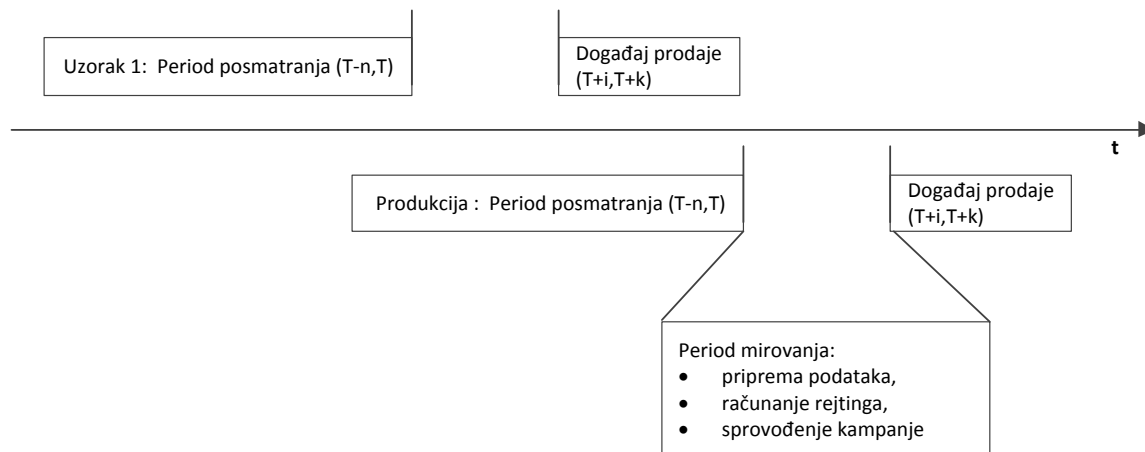 Uzorak 1:  Period posmatranja (T-n,T)
Događaj prodaje
(T+i,T+k)
t
Produkcija :  Period posmatranja (T-n,T)
Događaj prodaje
(T+i,T+k)
Period mirovanja:
• priprema podataka,
• računanje rejtinga,
• sprovođenje kampanje